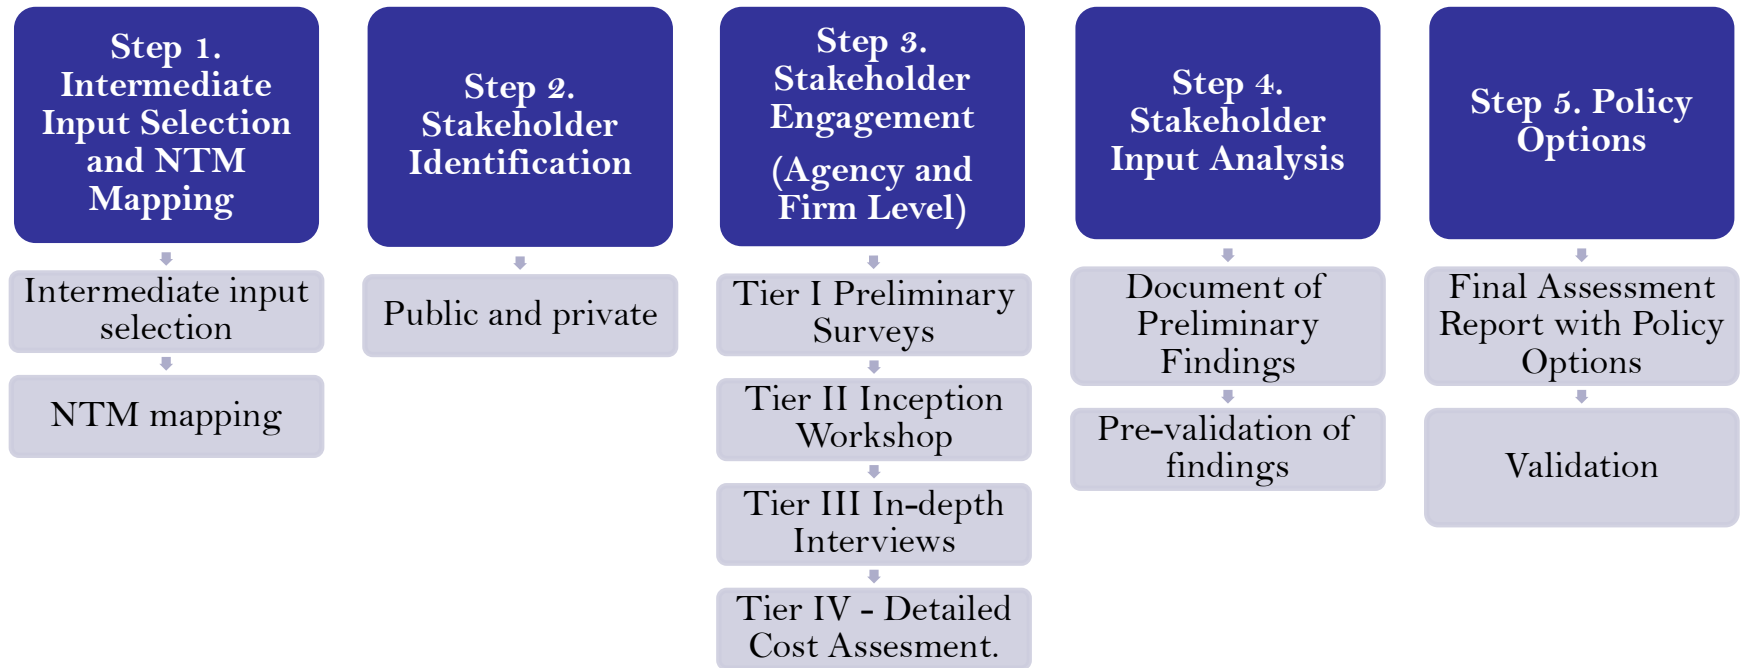 Step 1.
Intermediate
Input Selection
and NTM
Mapping
Intermediate input
selection
NTM mapping
Step 2.
Stakeholder
Identification
Public and private
Step 3.
Stakeholder
Engagement
(Agency and
Firm Level)
Tier I Preliminary
Surveys
Tier II Inception
Workshop
Tier III In-depth
Interviews
Tier IV - Detailed
Cost Assesment.
Step 4.
Stakeholder
Input Analysis
Document of
Preliminary
Findings
Pre-validation of
findings
Step 5. Policy
Options
Final Assessment
Report with Policy
Options
Validation